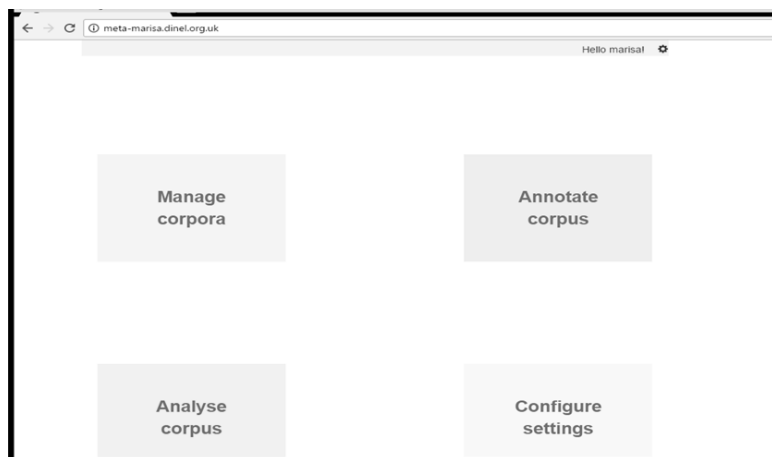 meta-marisa.dinel.org.uk
Hello marisa!
Manage
corpora
Annotate
corpus
Analyse
corpus
Configure
settings